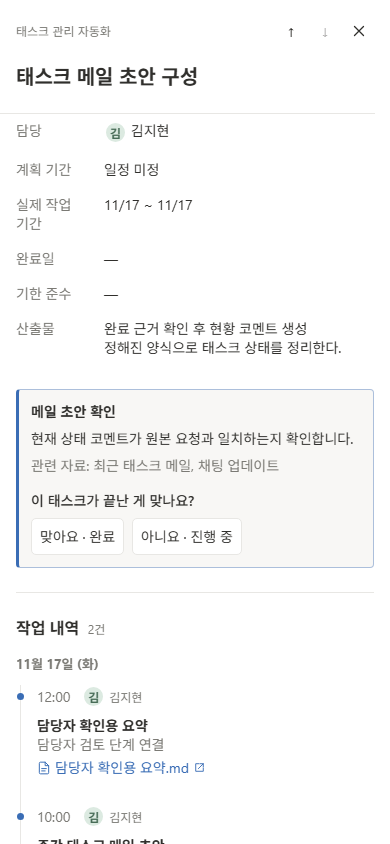 태스크 관리 자동화
태스크 메일 초안 구성
담당
김 김지현
계획 기간
일정 미정
실제 작업
기간
11/17 ~ 11/17
완료일
—
기한 준수
—
산출물
완료 근거 확인 후 현황 코멘트 생성
정해진 양식으로 태스크 상태를 정리한다.
메일 초안 확인
현재 상태 코멘트가 원본 요청과 일치하는지 확인합니다.
관련 자료: 최근 태스크 메일, 채팅 업데이트
이 태스크가 끝난 게 맞나요?
맞아요 · 완료
아니요 · 진행 중
작업 내역 2건
11월 17일 (화)
12:00 김 김지현
담당자 확인용 요약
담당자 검토 단계 연결
담당자 확인용 요약.md
10:00 김 김지현